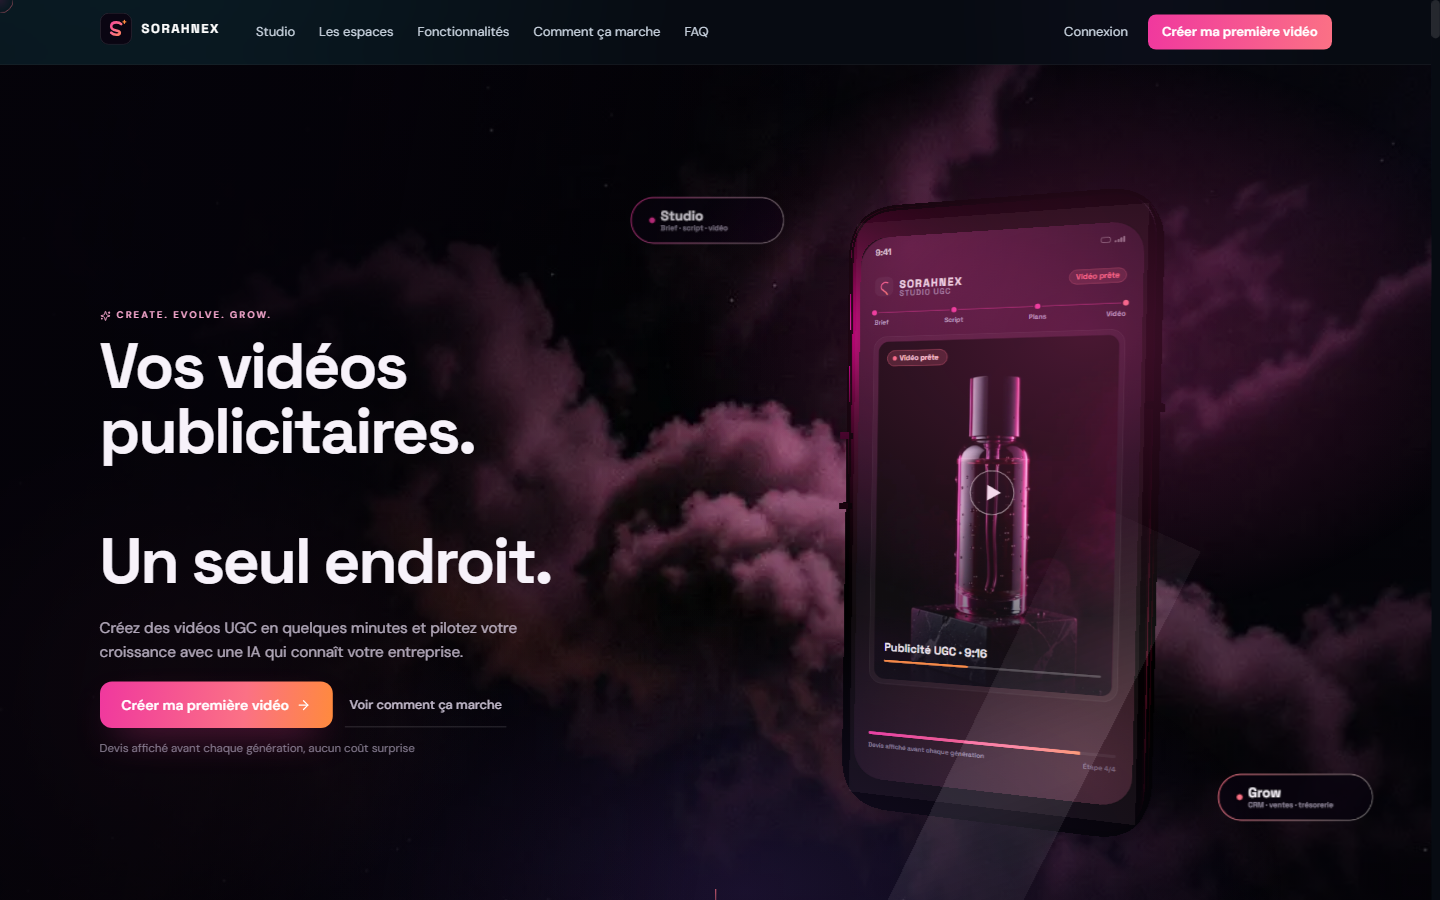 SORAHNEX
Studio
Les espaces
Fonctionnalités
Comment ça marche
FAQ
Connexion
Créer ma première vidéo
CREATE. EVOLVE. GROW.
Vos vidéos
publicitaires.
Un seul endroit.
Créez des vidéos UGC en quelques minutes et pilotez votre
croissance avec une IA qui connaît votre entreprise.
Créer ma première vidéo →
Voir comment ça marche
Devis affiché avant chaque génération, aucun coût surprise
Studio
Brief · script · vidéo
9:41
SORAHNEX
STUDIO UGC
Vidéo prête
Brief
Script
Plans
Vidéo
Vidéo prête
Publicité UGC · 9:16
Devis affiché avant chaque génération
Étape 4/4
Grow
CRM · ventes · trésorerie